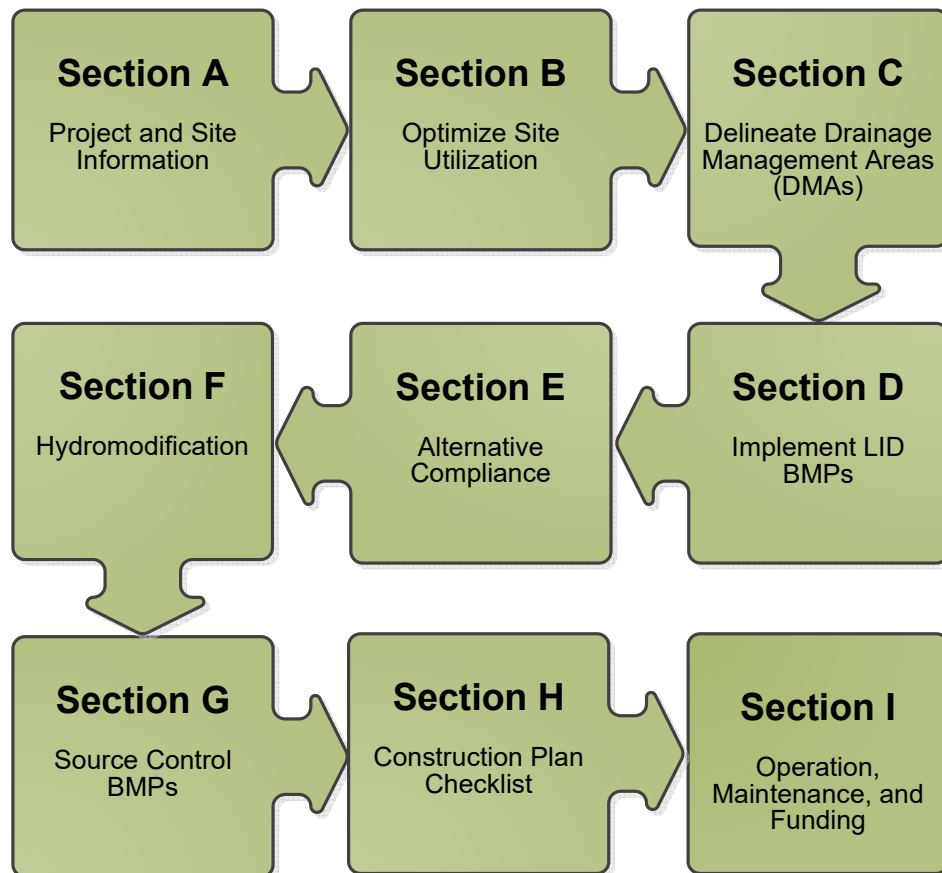 Section A
Project and Site
Information
Section B
Optimize Site
Utilization
Section C
Delineate Drainage
Management Areas
(DMAs)
Section D
Implement LID
BMPs
Section E
Alternative
Compliance
Section F
Hydromodification
Section G
Source Control
BMPs
Section H
Construction Plan
Checklist
Section I
Operation,
Maintenance, and
Funding